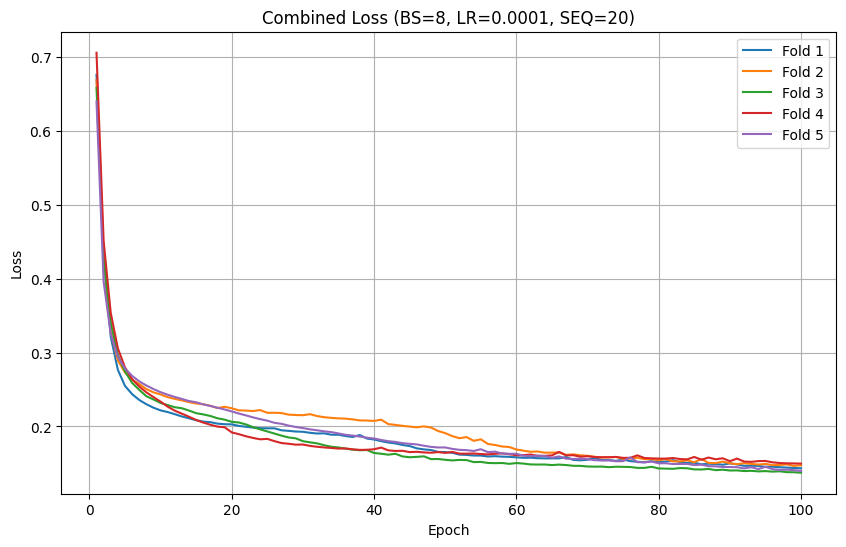 Combined Loss (BS=8, LR=0.0001, SEQ=20)
Loss
0.7
0.6
0.5
0.4
0.3
0.2
Fold 1
Fold 2
Fold 3
Fold 4
Fold 5
0 20 40 60 80 100
Epoch